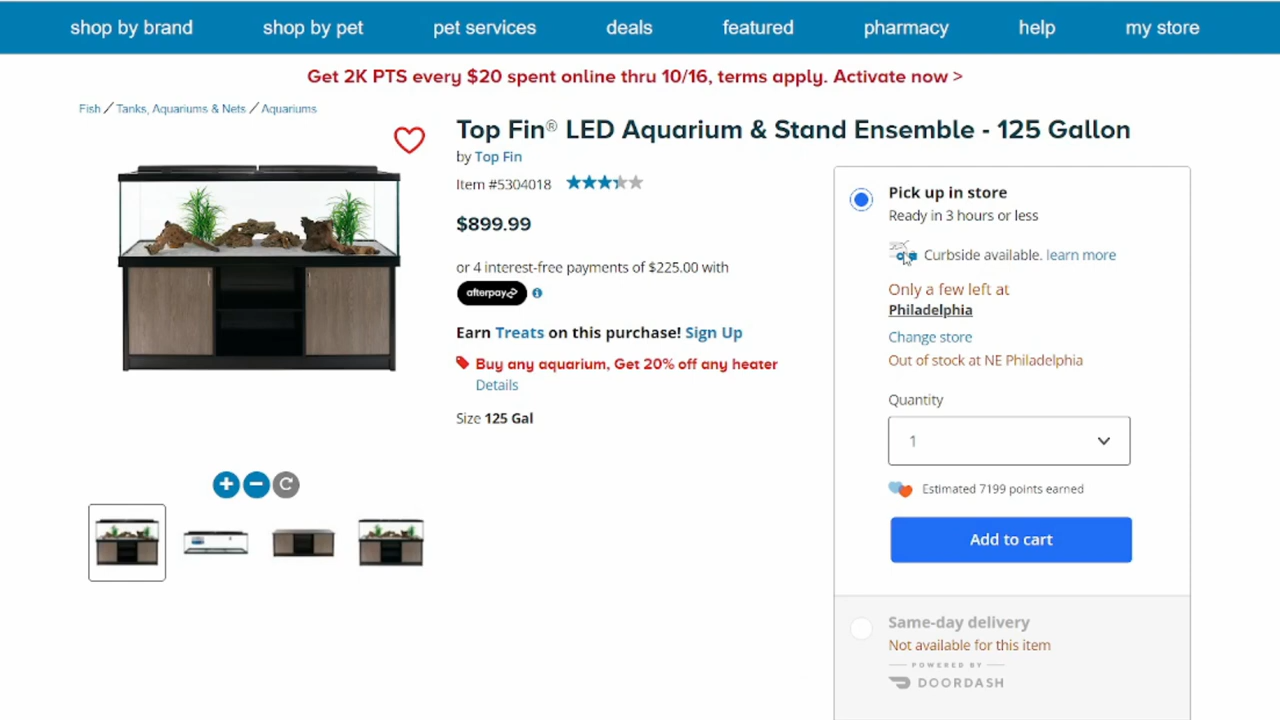 shop by brand shop by pet pet services deals featured pharmacy help my store
Get 2K PTS every $20 spent online thru 10/16, terms apply. Activate now >
Fish / Tanks, Aquariums & Nets / Aquariums
Top Fin® LED Aquarium & Stand Ensemble - 125 Gallon
by Top Fin
Item #5304018
$899.99
or 4 interest-free payments of $225.00 with
afterpay
Earn Treats on this purchase! Sign Up
Buy any aquarium, Get 20% off any heater
Details
Size 125 Gal
Pick up in store
Ready in 3 hours or less
Curbside available. learn more
Only a few left at
Philadelphia
Change store
Out of stock at NE Philadelphia
Quantity
1
Estimated 7199 points earned
Add to cart
Same-day delivery
Not available for this item
POWERED BY
DOORDASH